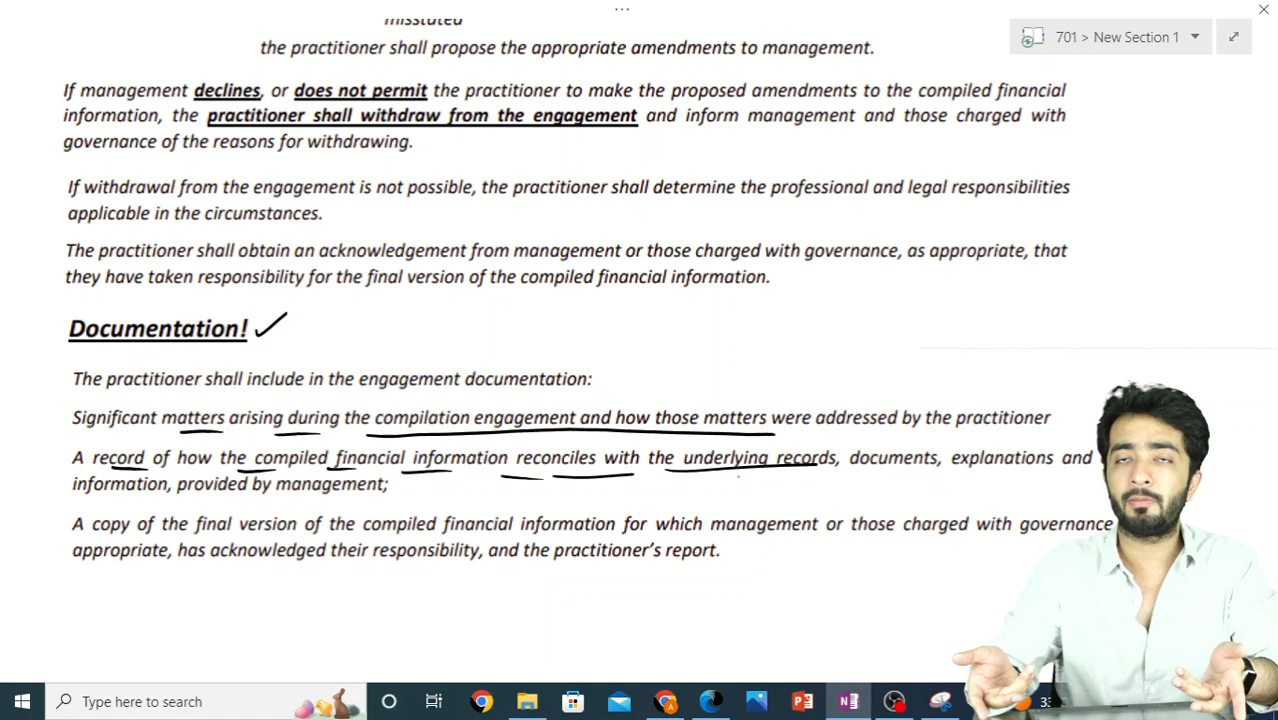 ...
misstated
701 > New Section 1
the practitioner shall propose the appropriate amendments to management.
If management declines, or does not permit the practitioner to make the proposed amendments to the compiled financial
information, the practitioner shall withdraw from the engagement and inform management and those charged with
governance of the reasons for withdrawing.
If withdrawal from the engagement is not possible, the practitioner shall determine the professional and legal responsibilities
applicable in the circumstances.
The practitioner shall obtain an acknowledgement from management or those charged with governance, as appropriate, that
they have taken responsibility for the final version of the compiled financial information.
Documentation!
The practitioner shall include in the engagement documentation:
Significant matters arising during the compilation engagement and how those matters were addressed by the practitioner
A record of how the compiled financial information reconciles with the underlying records, documents, explanations and
information, provided by management;
A copy of the final version of the compiled financial information for which management or those charged with governance
appropriate, has acknowledged their responsibility, and the practitioner's report.
Type here to search